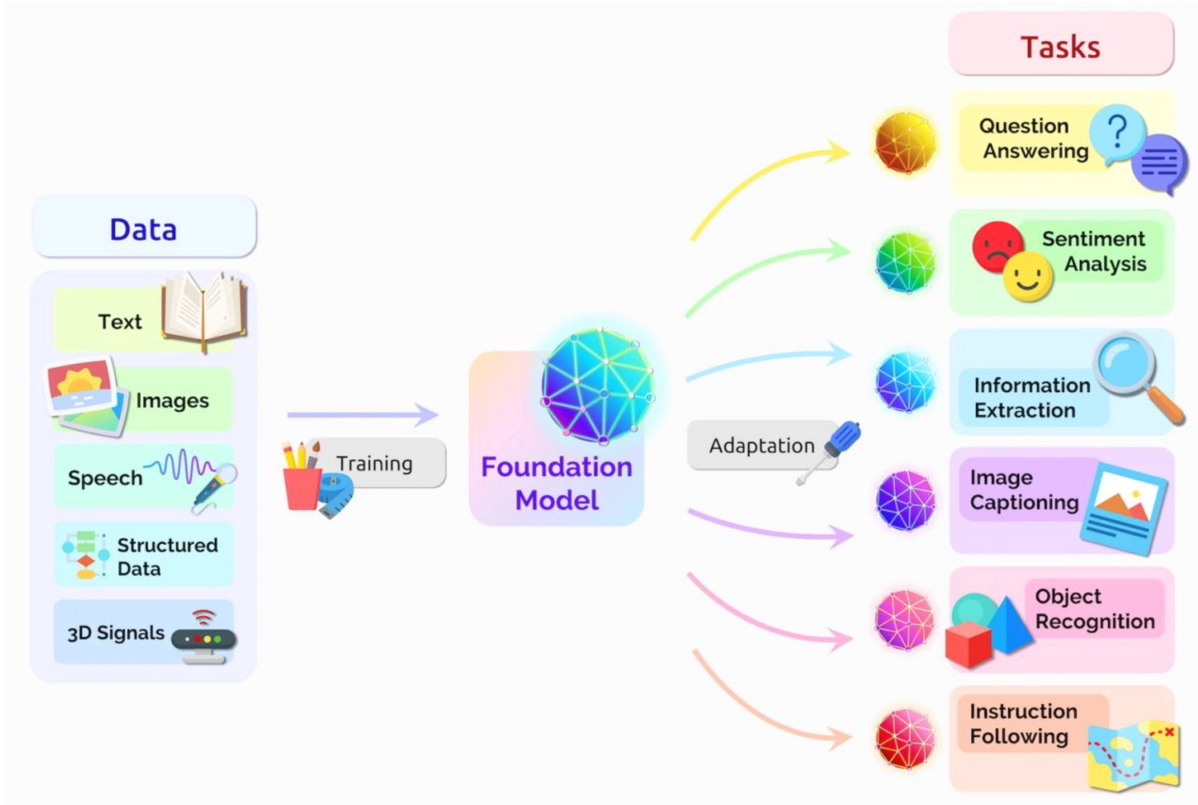 Data
Text
Images
Speech
Structured
Data
3D Signals
Training
Foundation
Model
Adaptation
Tasks
Question
Answering
?
Sentiment
Analysis
Information
Extraction
Image
Captioning
Object
Recognition
Instruction
Following